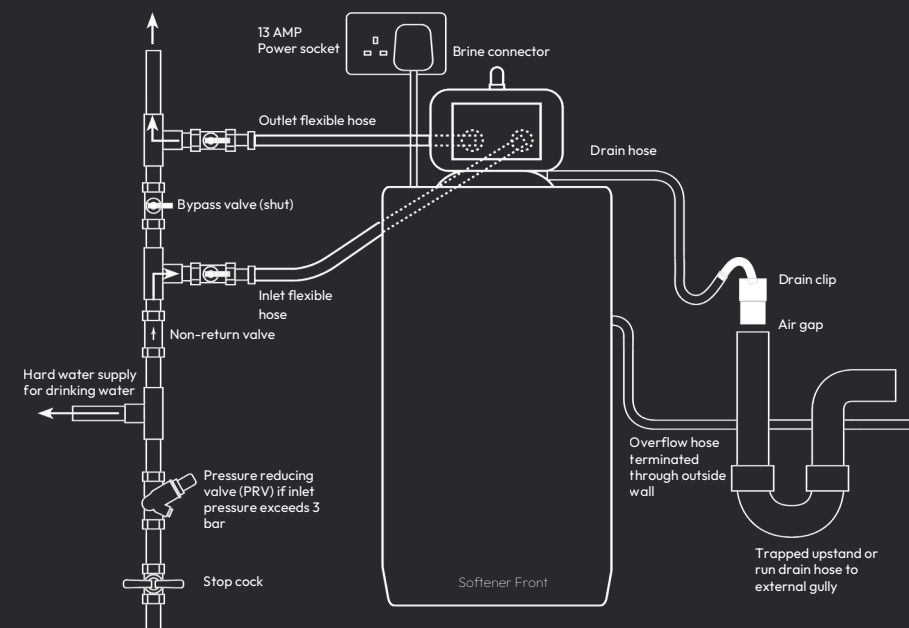 13 AMP
Power socket
Brine connector
Outlet flexible hose
Drain hose
Bypass valve (shut)
Drain clip
Inlet flexible
hose
Air gap
Non-return valve
Hard water supply
for drinking water
Overflow hose
terminated
through outside
wall
Pressure reducing
valve (PRV) if inlet
pressure exceeds 3
bar
Trapped upstand or
run drain hose to
external gully
Stop cock
Softener Front